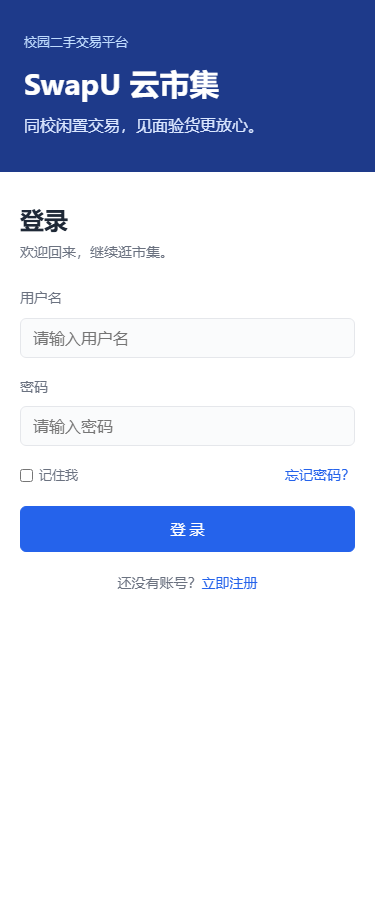 校园二手交易平台
SwapU 云市集
同校闲置交易，见面验货更放心。
登录
欢迎回来，继续逛市集。
用户名
请输入用户名
密码
请输入密码
记住我
忘记密码？
登 录
还没有账号？立即注册